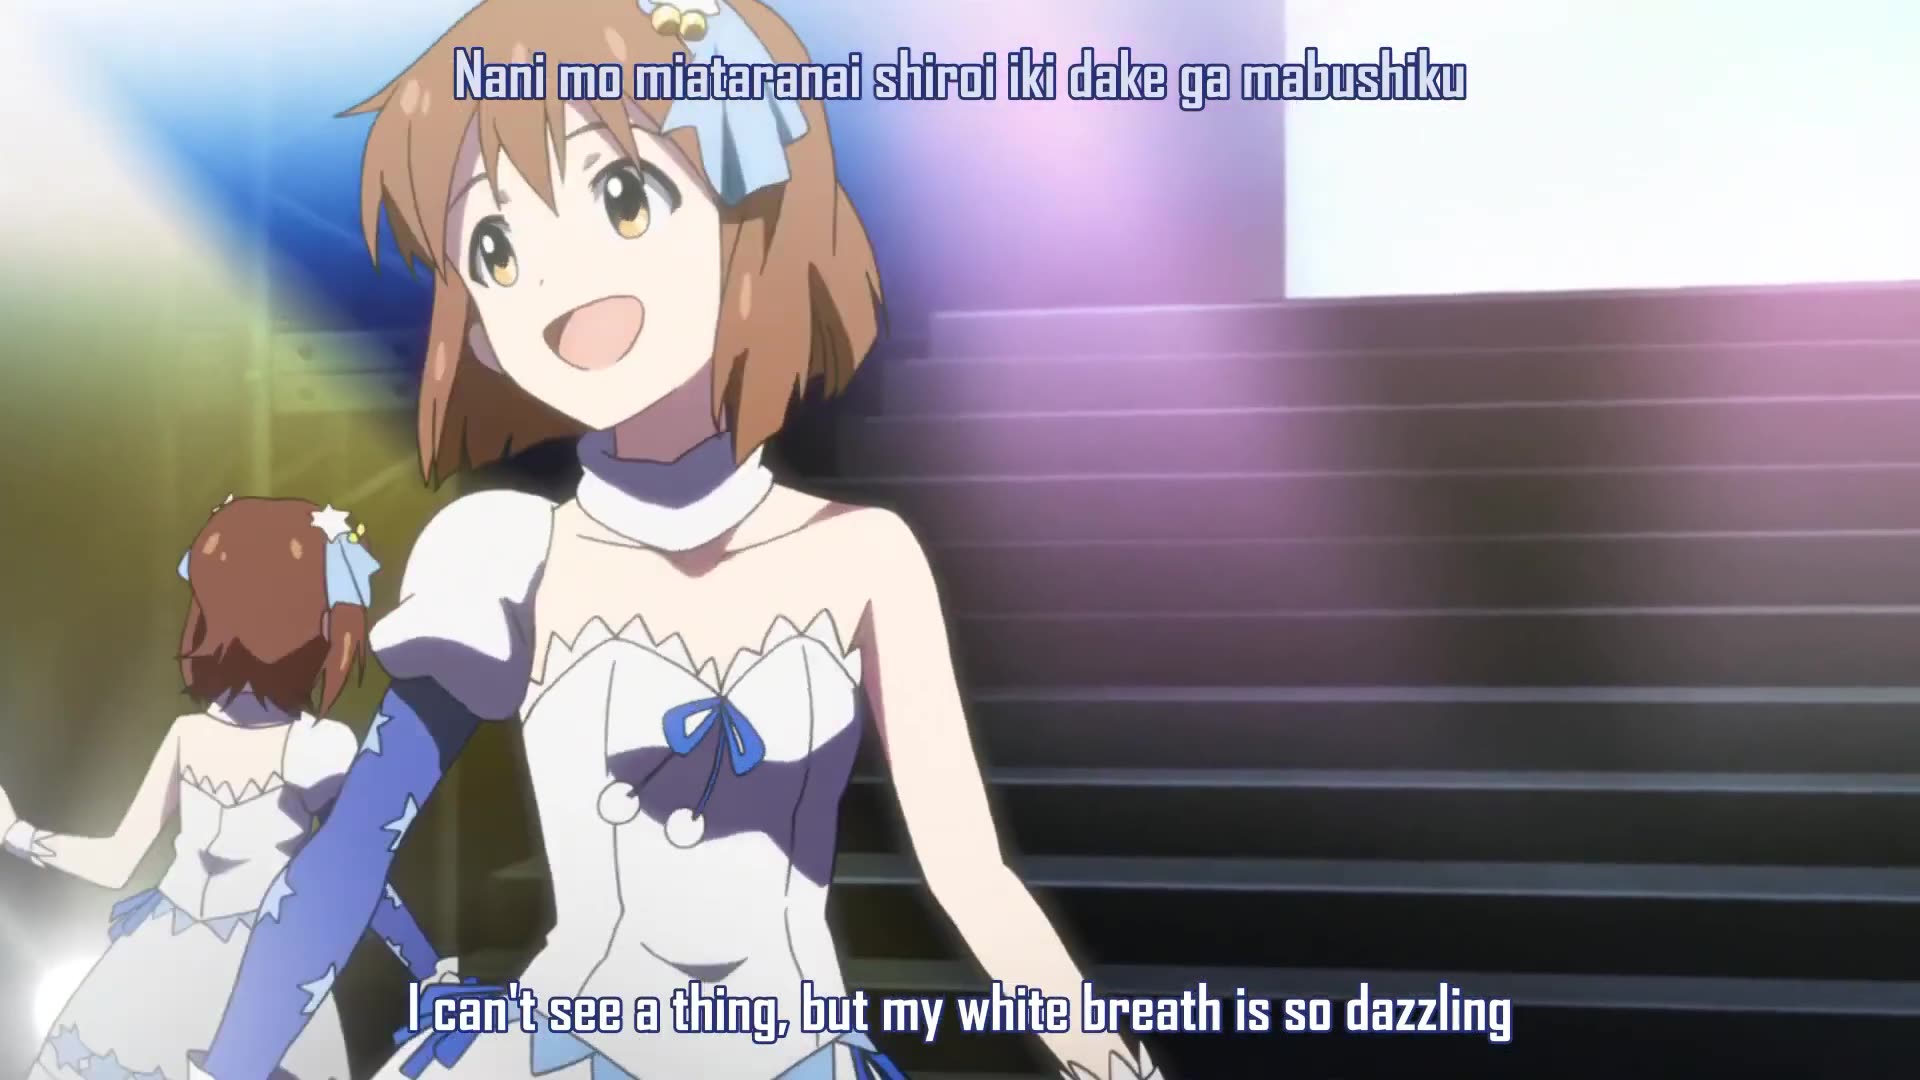 Nani mo miataranai shiroi iki dake ga mabushiku
I can't see a thing, but my white breath is so dazzling